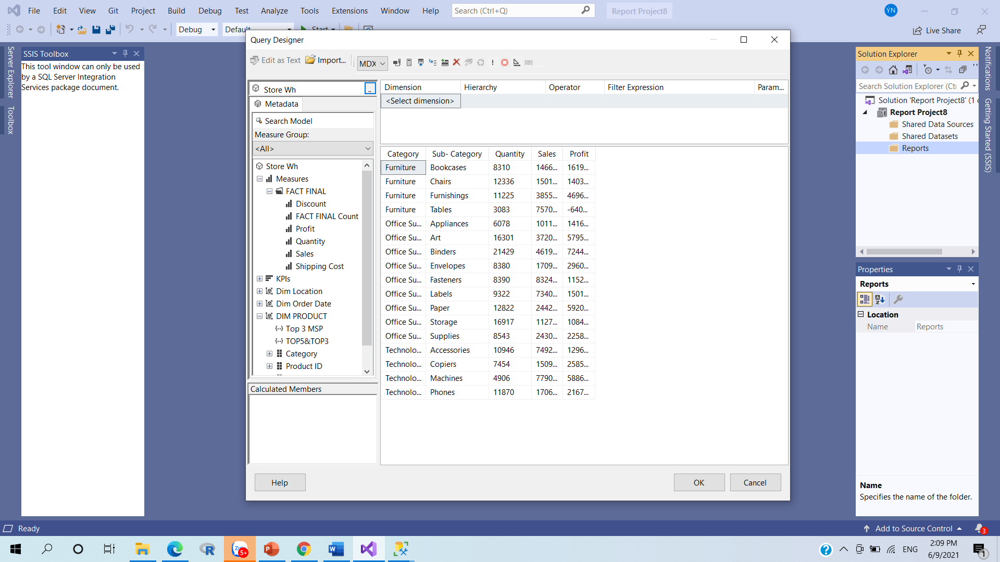 File Edit View Git Project Build Debug Test Analyze Tools Extensions Window Help Search (Ctrl+Q) Report Project8 YN
Debug Default Start Live Share
Server Explorer
Toolbox
SSIS Toolbox
This tool window can only be used
by a SQL Server Integration
Services package document.
Query Designer
Edit as Text Import... MDX
Store Wh ..
Metadata
Search Model
Measure Group:
<All>
Store Wh
Measures
FACT FINAL
Discount
FACT FINAL Count
Profit
Quantity
Sales
Shipping Cost
KPIs
Dim Location
Dim Order Date
DIM PRODUCT
Top 3 MSP
TOP5&TOP3
Category
Product ID
Calculated Members
Dimension Hierarchy Operator Filter Expression Param...
<Select dimension>
Category Sub- Category Quantity Sales Profit
Furniture Bookcases 8310 1466... 1619...
Furniture Chairs 12336 1501... 1403...
Furniture Furnishings 11225 3855... 4696...
Furniture Tables 3083 7570... -640...
Office Su... Appliances 6078 1011... 1416...
Office Su... Art 16301 3720... 5795...
Office Su... Binders 21429 4619... 7244...
Office Su... Envelopes 8380 1709... 2960...
Office Su... Fasteners 8390 8324... 1152...
Office Su... Labels 9322 7340... 1501...
Office Su... Paper 12822 2442... 5920...
Office Su... Storage 16917 1127... 1084...
Office Su... Supplies 8543 2430... 2258...
Technolo... Accessories 10946 7492... 1296...
Technolo... Copiers 7454 1509... 2585...
Technolo... Machines 4906 7790... 5886...
Technolo... Phones 11870 1706... 2167...
Help OK Cancel
Solution Explorer
Search Solution Explorer (Ctr
Solution 'Report Project8' (1
Report Project8
Shared Data Sources
Shared Datasets
Reports
Properties
Reports
Location
Name Reports
Name
Specifies the name of the folder.
Notifications
Getting Started (SSIS)
Ready Add to Source Control 3
5+ ENG 2:09 PM
6/9/2021 1